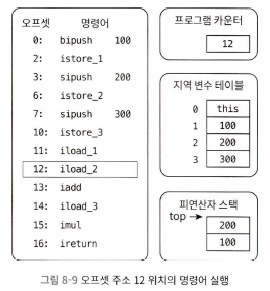 오프셋 명령어
0: bipush 100
2: istore_1
3: sipush 200
6: istore_2
7: sipush 300
10: istore_3
11: iload_1
12: iload_2
13: iadd
14: iload_3
15: imul
16: ireturn
프로그램 카운터
12
지역 변수 테이블
0 this
1 100
2 200
3 300
피연산자 스택
top →
200
100
그림 8-9 오프셋 주소 12 위치의 명령어 실행